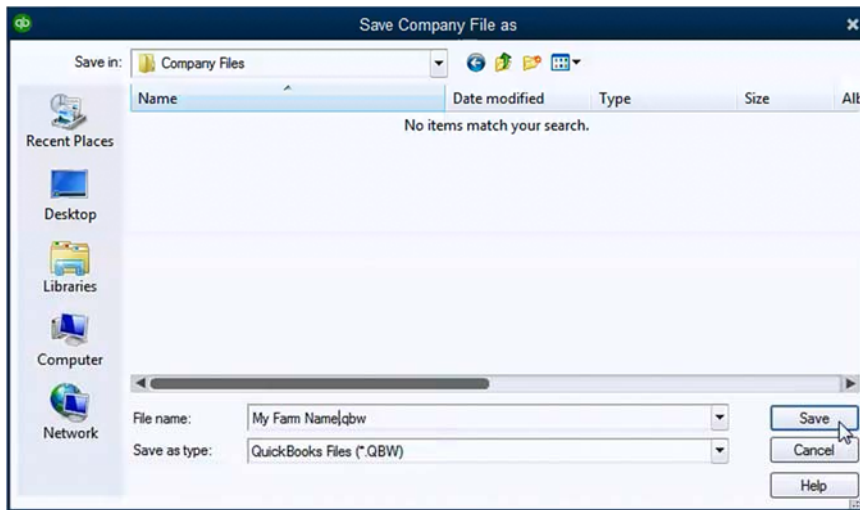 qb Save Company File as
Save in: Company Files
Name Date modified Type Size Alb
No items match your search.
Recent Places
Desktop
Libraries
Computer
Network
File name: My Farm Name.qbw Save
Save as type: QuickBooks Files (*.QBW) Cancel
Help